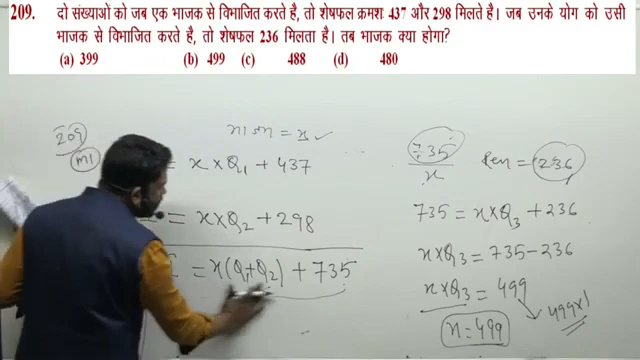 209. दो संख्याओं को जब एक भाजक से विभाजित करते है, तो शेषफल क्रमशः 437 और 298 मिलते है। जब उनके योग को उसी
भाजक से विभाजित करते है, तो शेषफल 236 मिलता है। तब भाजक क्या होगा?
(a) 399 (b) 499 (c) 488 (d) 480
209
m1
= x × Q1 + 437
= x × Q2 + 298
= x(Q1+Q2) + 735
735/x Rem = 236
735 = x × Q3 + 236
x × Q3 = 735 - 236
x × Q3 = 499
499×1
x = 499